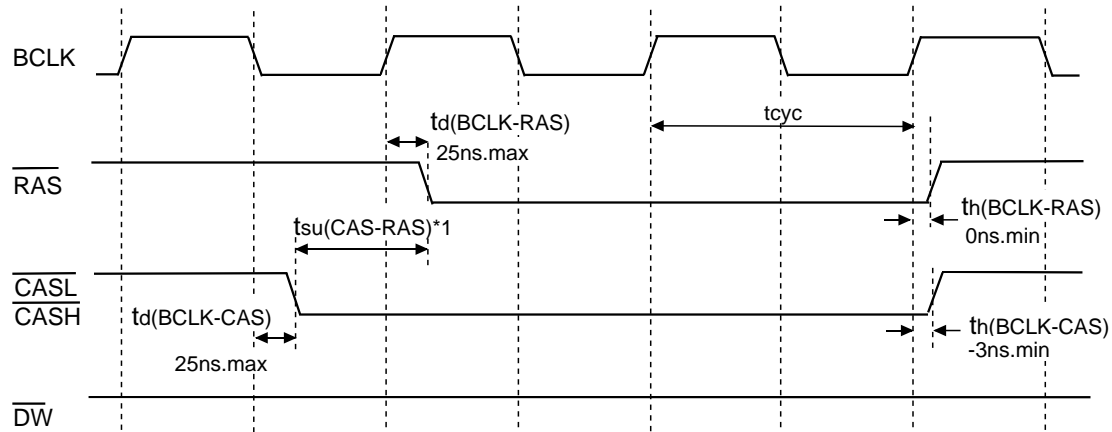 BCLK
td(BCLK-RAS)
25ns.max
tcyc
RAS
tsu(CAS-RAS)*1
th(BCLK-RAS)
0ns.min
CASL
CASH
td(BCLK-CAS)
25ns.max
th(BCLK-CAS)
-3ns.min
DW